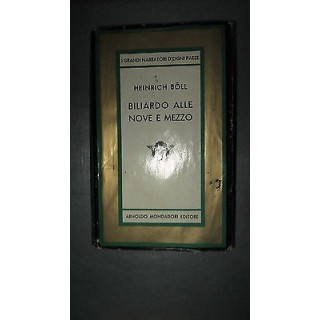 I GRANDI NARRATORI D'OGNI PAESE
HEINRICH BÖLL
BILIARDO ALLE
NOVE E MEZZO
ARNOLDO MONDADORI EDITORE